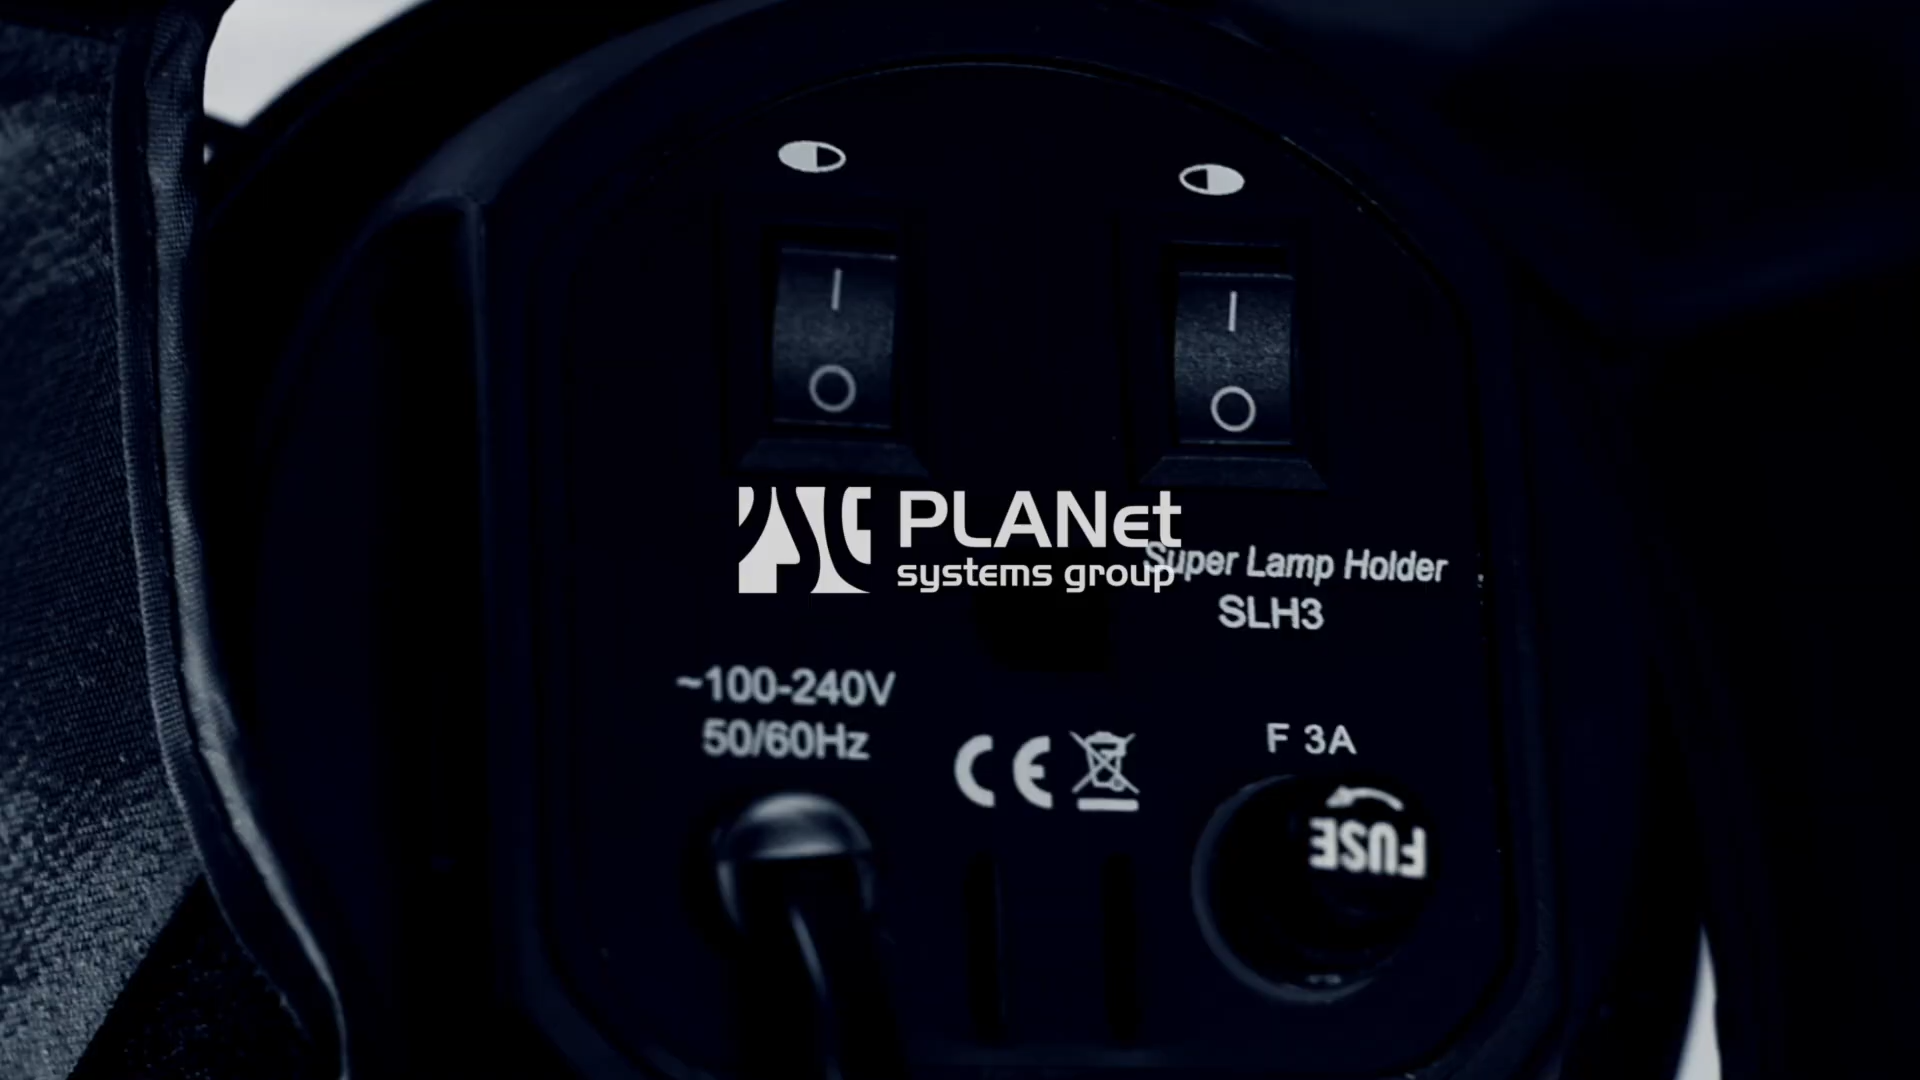 I
O
I
O
PLANet
systems group
Super Lamp Holder
SLH3
~100-240V
50/60Hz
CE
F 3A
FUSE